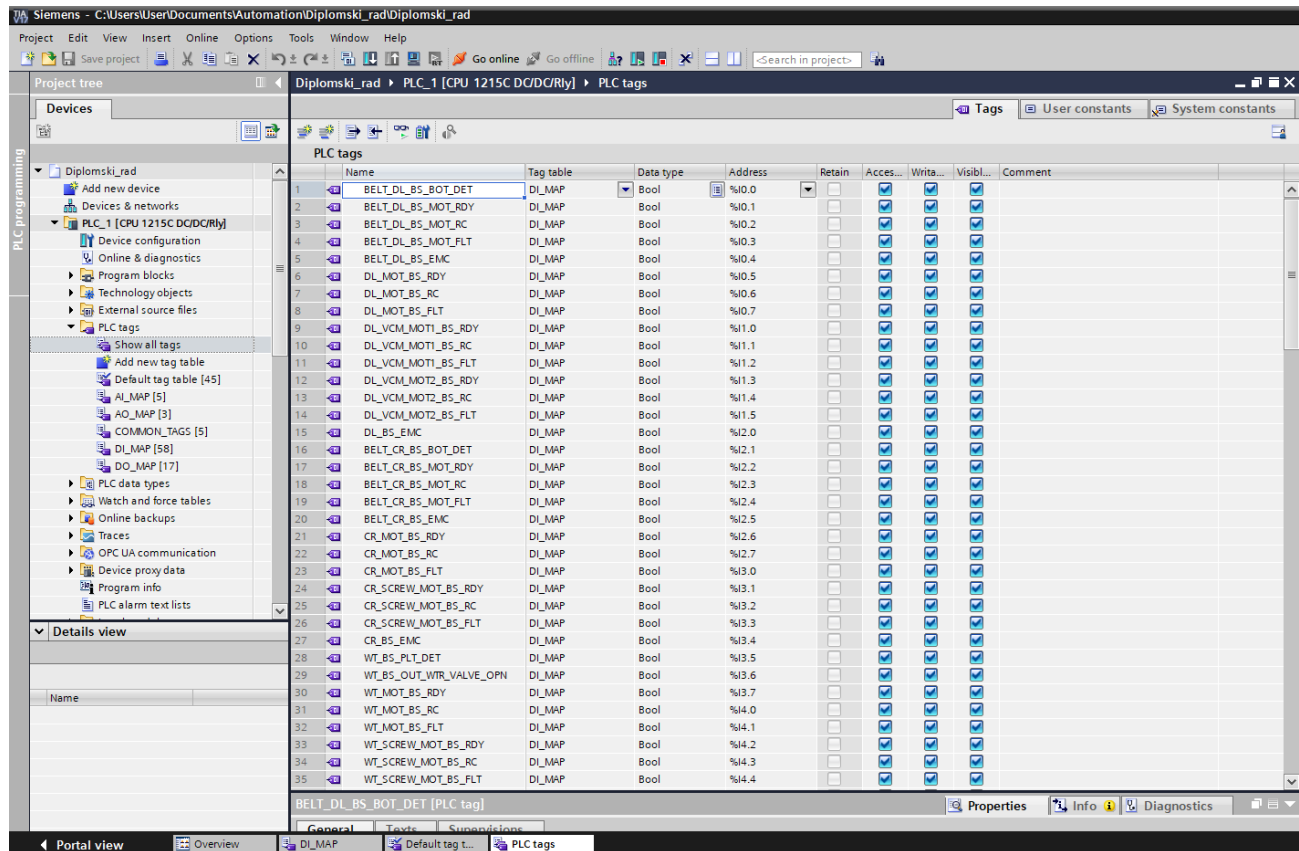 Siemens - C:\Users\User\Documents\Automation\Diplomski_rad\Diplomski_rad
Project Edit View Insert Online Options Tools Window Help
Save project Go online Go offline <Search in project>
Project tree
Diplomski_rad PLC_1 [CPU 1215C DC/DC/Rly] PLC tags
Devices
Tags User constants System constants
PLC programming
PLC tags
Name Tag table Data type Address Retain Acces... Writa... Visibl... Comment
1 BELT_DL_BS_BOT_DET DI_MAP Bool %I0.0
2 BELT_DL_BS_MOT_RDY DI_MAP Bool %I0.1
3 BELT_DL_BS_MOT_RC DI_MAP Bool %I0.2
4 BELT_DL_BS_MOT_FLT DI_MAP Bool %I0.3
5 BELT_DL_BS_EMC DI_MAP Bool %I0.4
6 DL_MOT_BS_RDY DI_MAP Bool %I0.5
7 DL_MOT_BS_RC DI_MAP Bool %I0.6
8 DL_MOT_BS_FLT DI_MAP Bool %I0.7
9 DL_VCM_MOT1_BS_RDY DI_MAP Bool %I1.0
10 DL_VCM_MOT1_BS_RC DI_MAP Bool %I1.1
11 DL_VCM_MOT1_BS_FLT DI_MAP Bool %I1.2
12 DL_VCM_MOT2_BS_RDY DI_MAP Bool %I1.3
13 DL_VCM_MOT2_BS_RC DI_MAP Bool %I1.4
14 DL_VCM_MOT2_BS_FLT DI_MAP Bool %I1.5
15 DL_BS_EMC DI_MAP Bool %I2.0
16 BELT_CR_BS_BOT_DET DI_MAP Bool %I2.1
17 BELT_CR_BS_MOT_RDY DI_MAP Bool %I2.2
18 BELT_CR_BS_MOT_RC DI_MAP Bool %I2.3
19 BELT_CR_BS_MOT_FLT DI_MAP Bool %I2.4
20 BELT_CR_BS_EMC DI_MAP Bool %I2.5
21 CR_MOT_BS_RDY DI_MAP Bool %I2.6
22 CR_MOT_BS_RC DI_MAP Bool %I2.7
23 CR_MOT_BS_FLT DI_MAP Bool %I3.0
24 CR_SCREW_MOT_BS_RDY DI_MAP Bool %I3.1
25 CR_SCREW_MOT_BS_RC DI_MAP Bool %I3.2
26 CR_SCREW_MOT_BS_FLT DI_MAP Bool %I3.3
27 CR_BS_EMC DI_MAP Bool %I3.4
28 WT_BS_PLT_DET DI_MAP Bool %I3.5
29 WT_BS_OUT_WTR_VALVE_OPN DI_MAP Bool %I3.6
30 WT_MOT_BS_RDY DI_MAP Bool %I3.7
31 WT_MOT_BS_RC DI_MAP Bool %I4.0
32 WT_MOT_BS_FLT DI_MAP Bool %I4.1
33 WT_SCREW_MOT_BS_RDY DI_MAP Bool %I4.2
34 WT_SCREW_MOT_BS_RC DI_MAP Bool %I4.3
35 WT_SCREW_MOT_BS_FLT DI_MAP Bool %I4.4
Diplomski_rad
Add new device
Devices & networks
PLC_1 [CPU 1215C DC/DC/Rly]
Device configuration
Online & diagnostics
Program blocks
Technology objects
External source files
PLC tags
Show all tags
Add new tag table
Default tag table [45]
AI_MAP [5]
AO_MAP [3]
COMMON_TAGS [5]
DI_MAP [58]
DO_MAP [17]
PLC data types
Watch and force tables
Online backups
Traces
OPC UA communication
Device proxy data
Program info
PLC alarm text lists
Details view
Name
BELT_DL_BS_BOT_DET [PLC tag]
Properties Info Diagnostics
General Texts Supervisions
Portal view Overview DI_MAP Default tag t... PLC tags